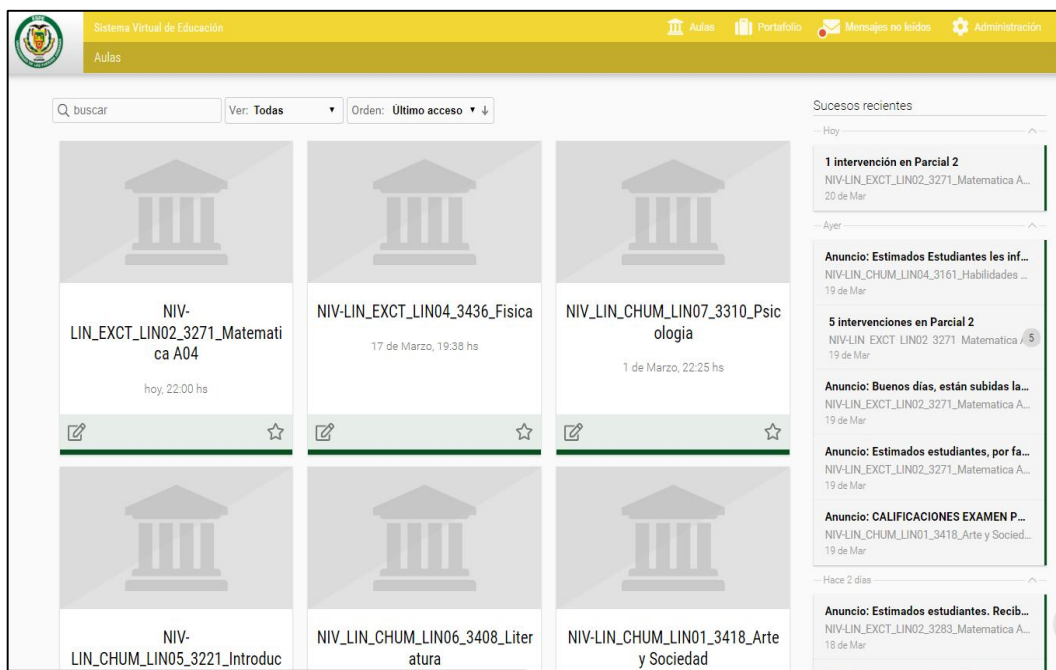 Sistema Virtual de Educación
Aulas
Portafolio
Mensajes no leídos
Administración
Aulas
buscar
Ver: Todas
Orden: Último acceso
NIV-
LIN_EXCT_LIN02_3271_Matemati
ca A04
hoy, 22:00 hs
NIV-LIN_EXCT_LIN04_3436_Fisica
17 de Marzo, 19:38 hs
NIV_LIN_CHUM_LIN07_3310_Psic
ologia
1 de Marzo, 22:25 hs
NIV-
LIN_CHUM_LIN05_3221_Introduc
NIV_LIN_CHUM_LIN06_3408_Liter
atura
NIV-LIN_CHUM_LIN01_3418_Arte
y Sociedad
Sucesos recientes
Hoy
1 intervención en Parcial 2
NIV-LIN_EXCT_LIN02_3271_Matematica A...
20 de Mar
Ayer
Anuncio: Estimados Estudiantes les inf...
NIV-LIN_CHUM_LIN04_3161_Habilidades ...
19 de Mar
5 intervenciones en Parcial 2
NIV-LIN_EXCT_LIN02_3271_Matematica
5
19 de Mar
Anuncio: Buenos días, están subidas la...
NIV-LIN_EXCT_LIN02_3271_Matematica A...
19 de Mar
Anuncio: Estimados estudiantes, por fa...
NIV-LIN_EXCT_LIN02_3271_Matematica A...
19 de Mar
Anuncio: CALIFICACIONES EXAMEN P...
NIV-LIN_CHUM_LIN01_3418_Arte y Socied...
19 de Mar
Hace 2 días
Anuncio: Estimados estudiantes. Recib...
NIV-LIN_EXCT_LIN02_3283_Matematica A...
18 de Mar